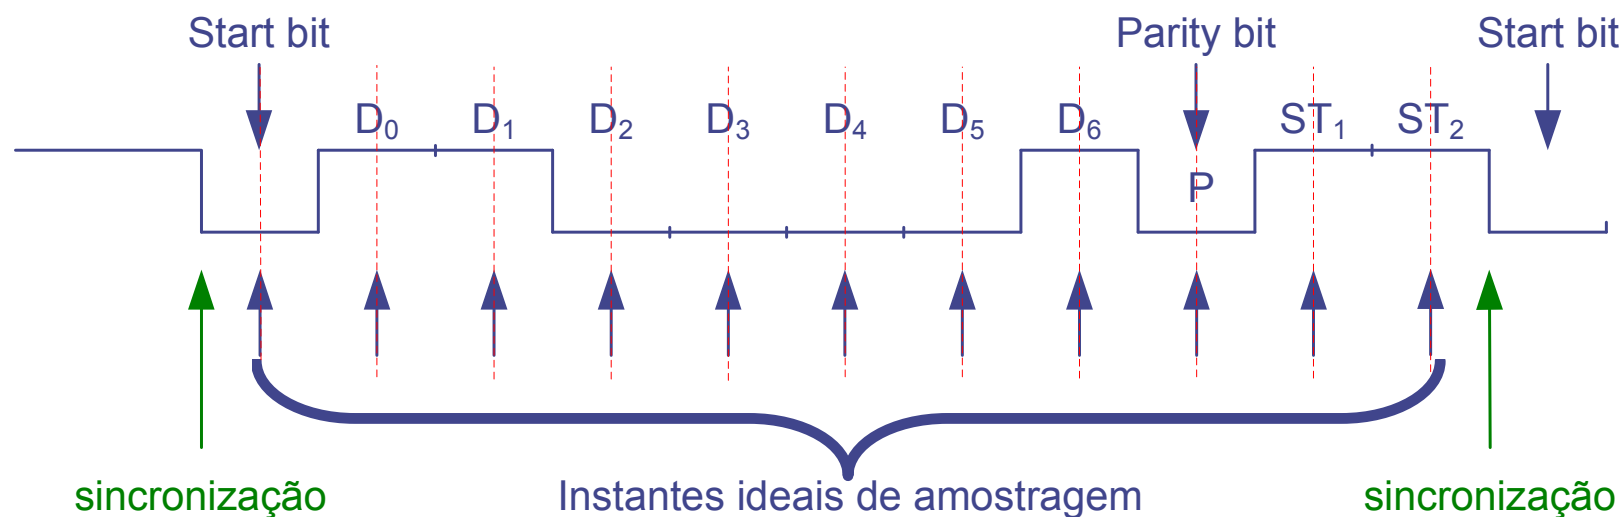 Start bit Parity bit Start bit
D₀ D₁ D₂ D₃ D₄ D₅ D₆ ST₁ ST₂
P
sincronização Instantes ideais de amostragem sincronização